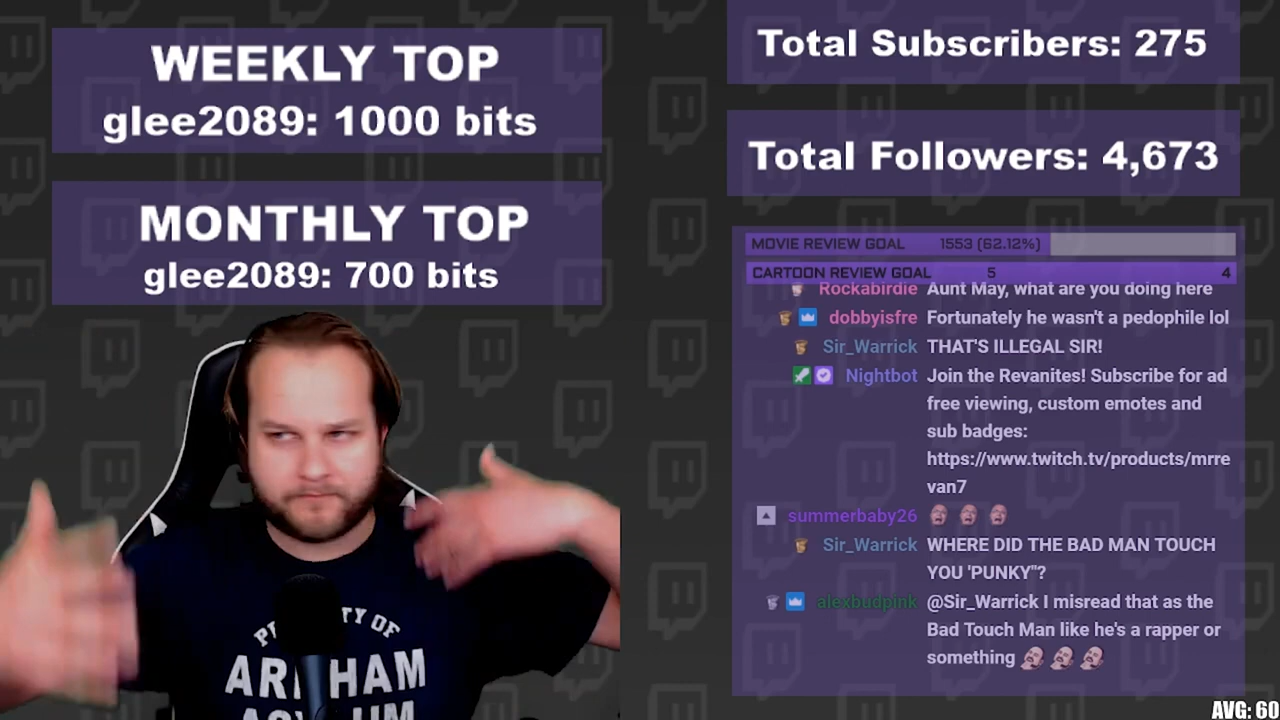 WEEKLY TOP
glee2089: 1000 bits
MONTHLY TOP
glee2089: 700 bits
Total Subscribers: 275
Total Followers: 4,673
MOVIE REVIEW GOAL 1553 (62.12%)
CARTOON REVIEW GOAL 5 4
Rockabirdie Aunt May, what are you doing here
dobbyisfre Fortunately he wasn't a pedophile lol
Sir_Warrick THAT'S ILLEGAL SIR!
Nightbot Join the Revanites! Subscribe for ad
free viewing, custom emotes and
sub badges:
https://www.twitch.tv/products/mrre
van7
summerbaby26
Sir_Warrick WHERE DID THE BAD MAN TOUCH
YOU 'PUNKY"?
alexbudpink @Sir_Warrick I misread that as the
Bad Touch Man like he's a rapper or
something
OF
AVG: 60